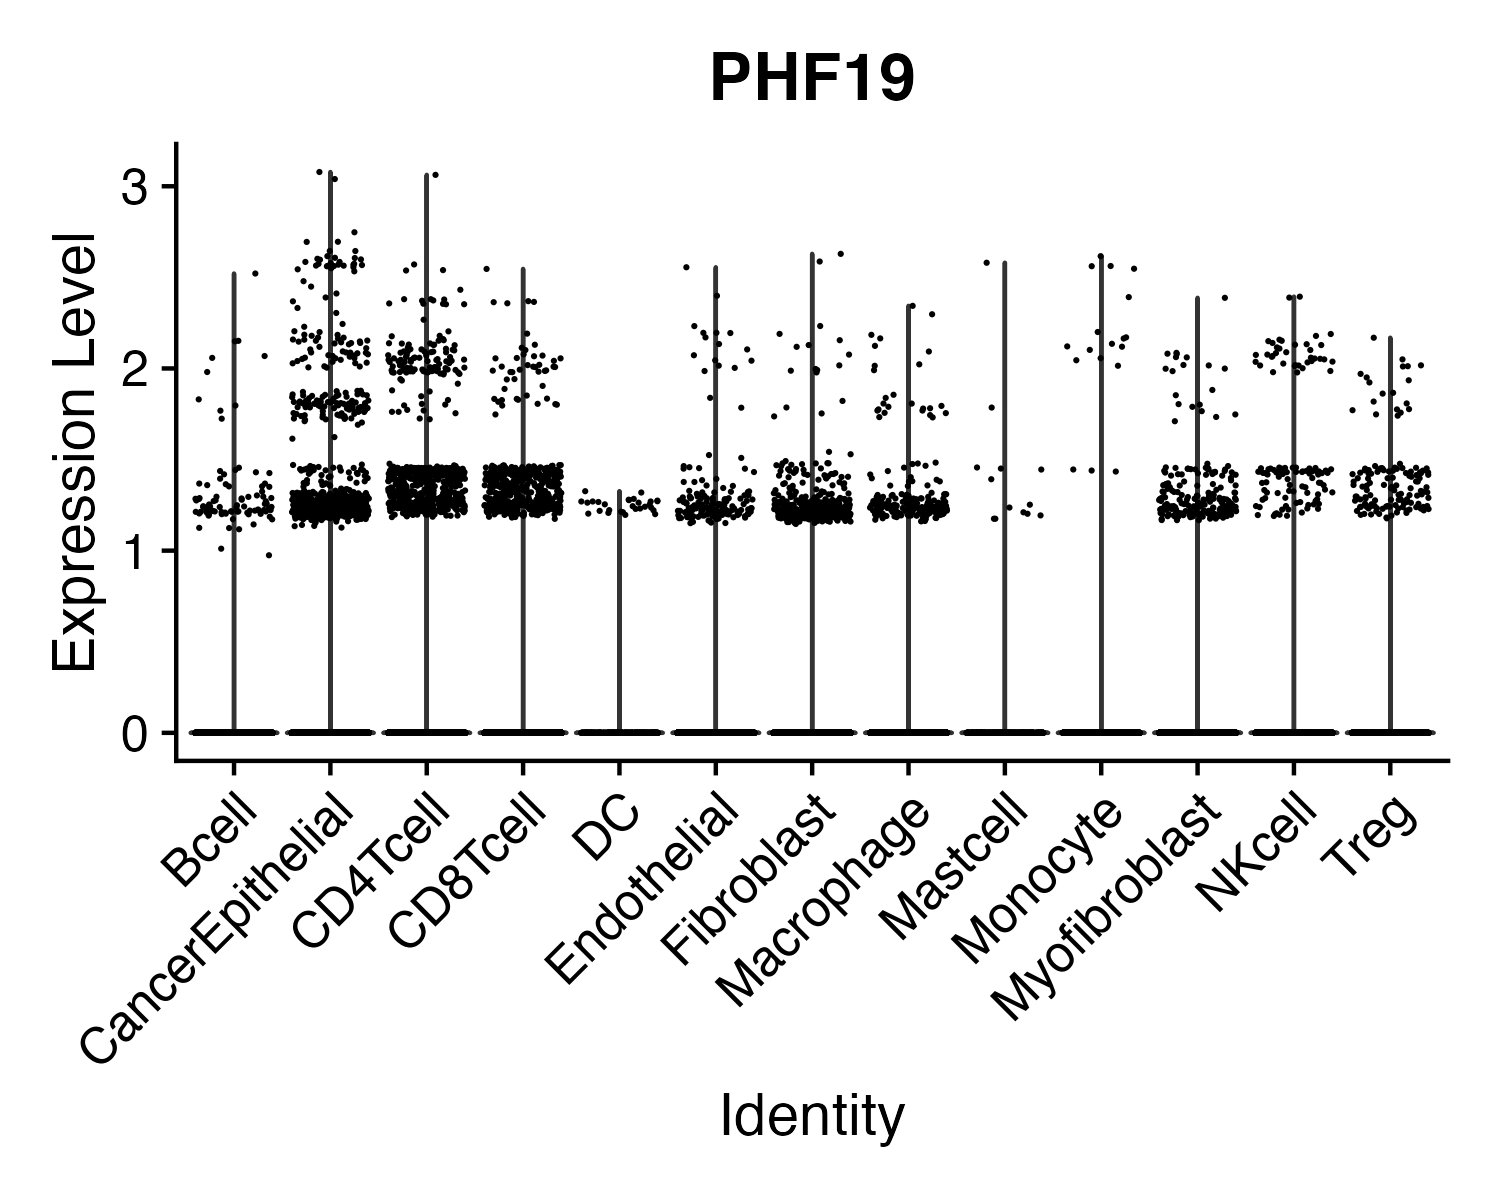 PHF19
Expression Level
3
2
1
0
Bcell
CancerEpithelial
CD4Tcell
CD8Tcell
DC
Endothelial
Fibroblast
Macrophage
Mastcell
Monocyte
Myofibroblast
NKcell
Treg
Identity